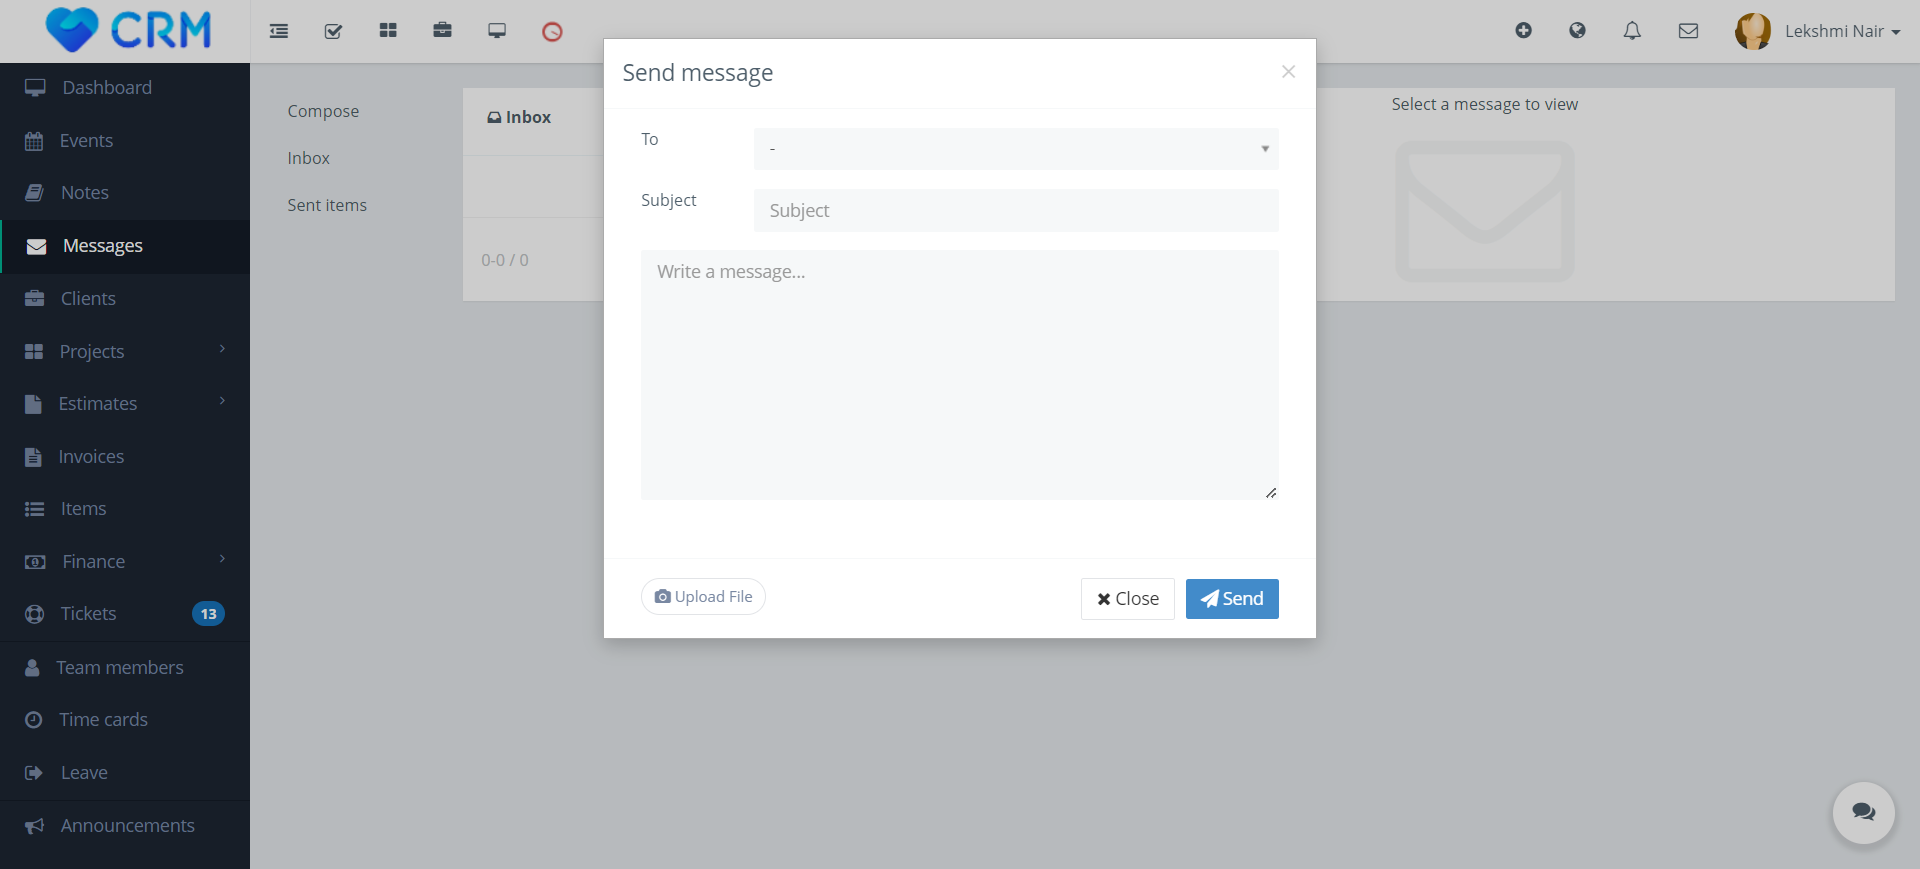 CRM
Lekshmi Nair
Dashboard
Events
Notes
Messages
Clients
Projects
Estimates
Invoices
Items
Finance
Tickets 13
Team members
Time cards
Leave
Announcements
Compose
Inbox
Sent items
Inbox
0-0 / 0
Select a message to view
Send message
To
-
Subject
Subject
Write a message...
Upload File
Close
Send